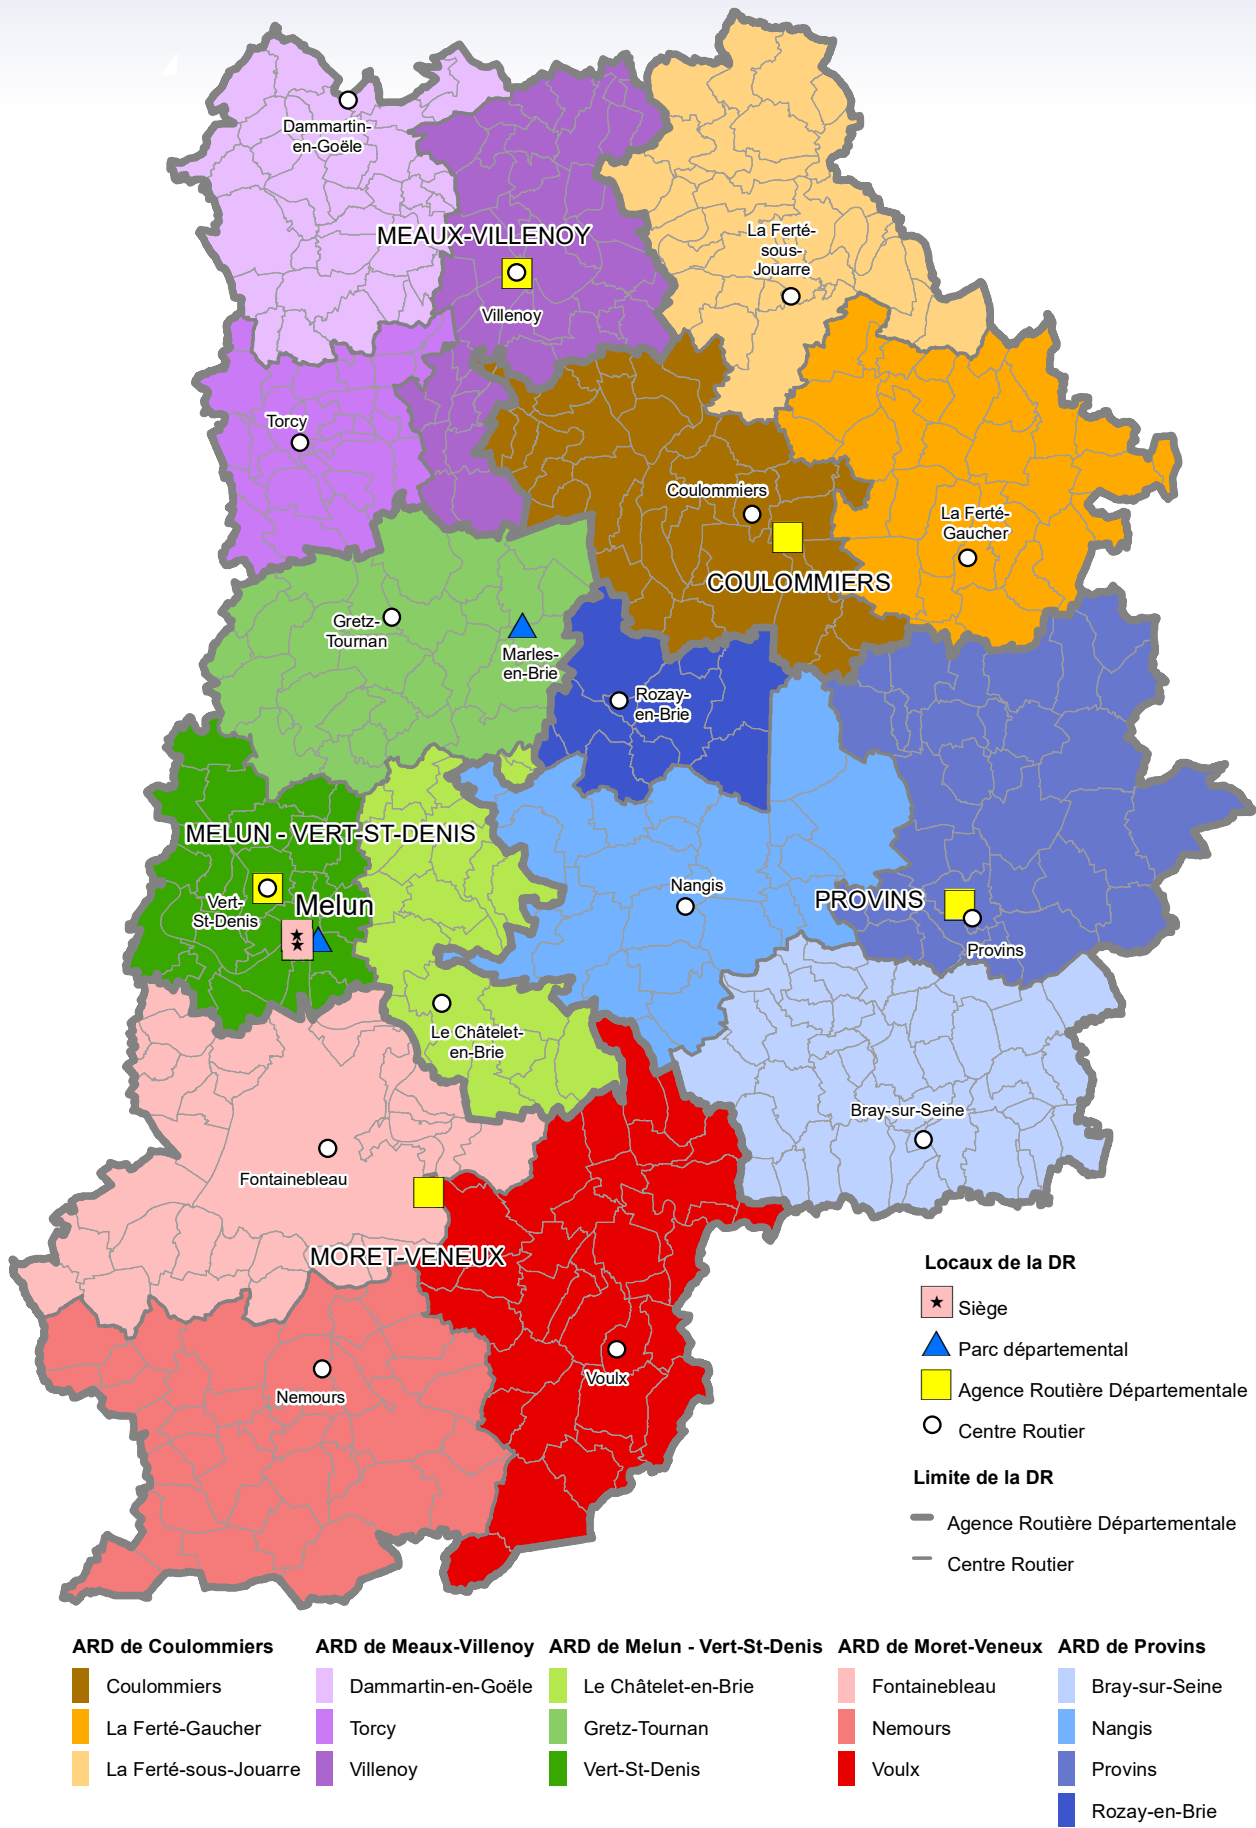 Dammartin-
en-Goële
MEAUX-VILLENOY
Villenoy
La Ferté-
sous-
Jouarre
Torcy
Coulommiers
La Ferté-
Gaucher
COULOMMIERS
Gretz-
Tournan
Marles-
en-Brie
Rozay-
en-Brie
MELUN - VERT-ST-DENIS
Vert-
St-Denis
Melun
Nangis
PROVINS
Provins
Le Châtelet-
en-Brie
Bray-sur-Seine
Fontainebleau
MORET-VENEUX
Voulx
Nemours
Locaux de la DR
Siège
Parc départemental
Agence Routière Départementale
Centre Routier
Limite de la DR
Agence Routière Départementale
Centre Routier
ARD de Coulommiers
Coulommiers
La Ferté-Gaucher
La Ferté-sous-Jouarre
ARD de Meaux-Villenoy
Dammartin-en-Goële
Torcy
Villenoy
ARD de Melun - Vert-St-Denis
Le Châtelet-en-Brie
Gretz-Tournan
Vert-St-Denis
ARD de Moret-Veneux
Fontainebleau
Nemours
Voulx
ARD de Provins
Bray-sur-Seine
Nangis
Provins
Rozay-en-Brie